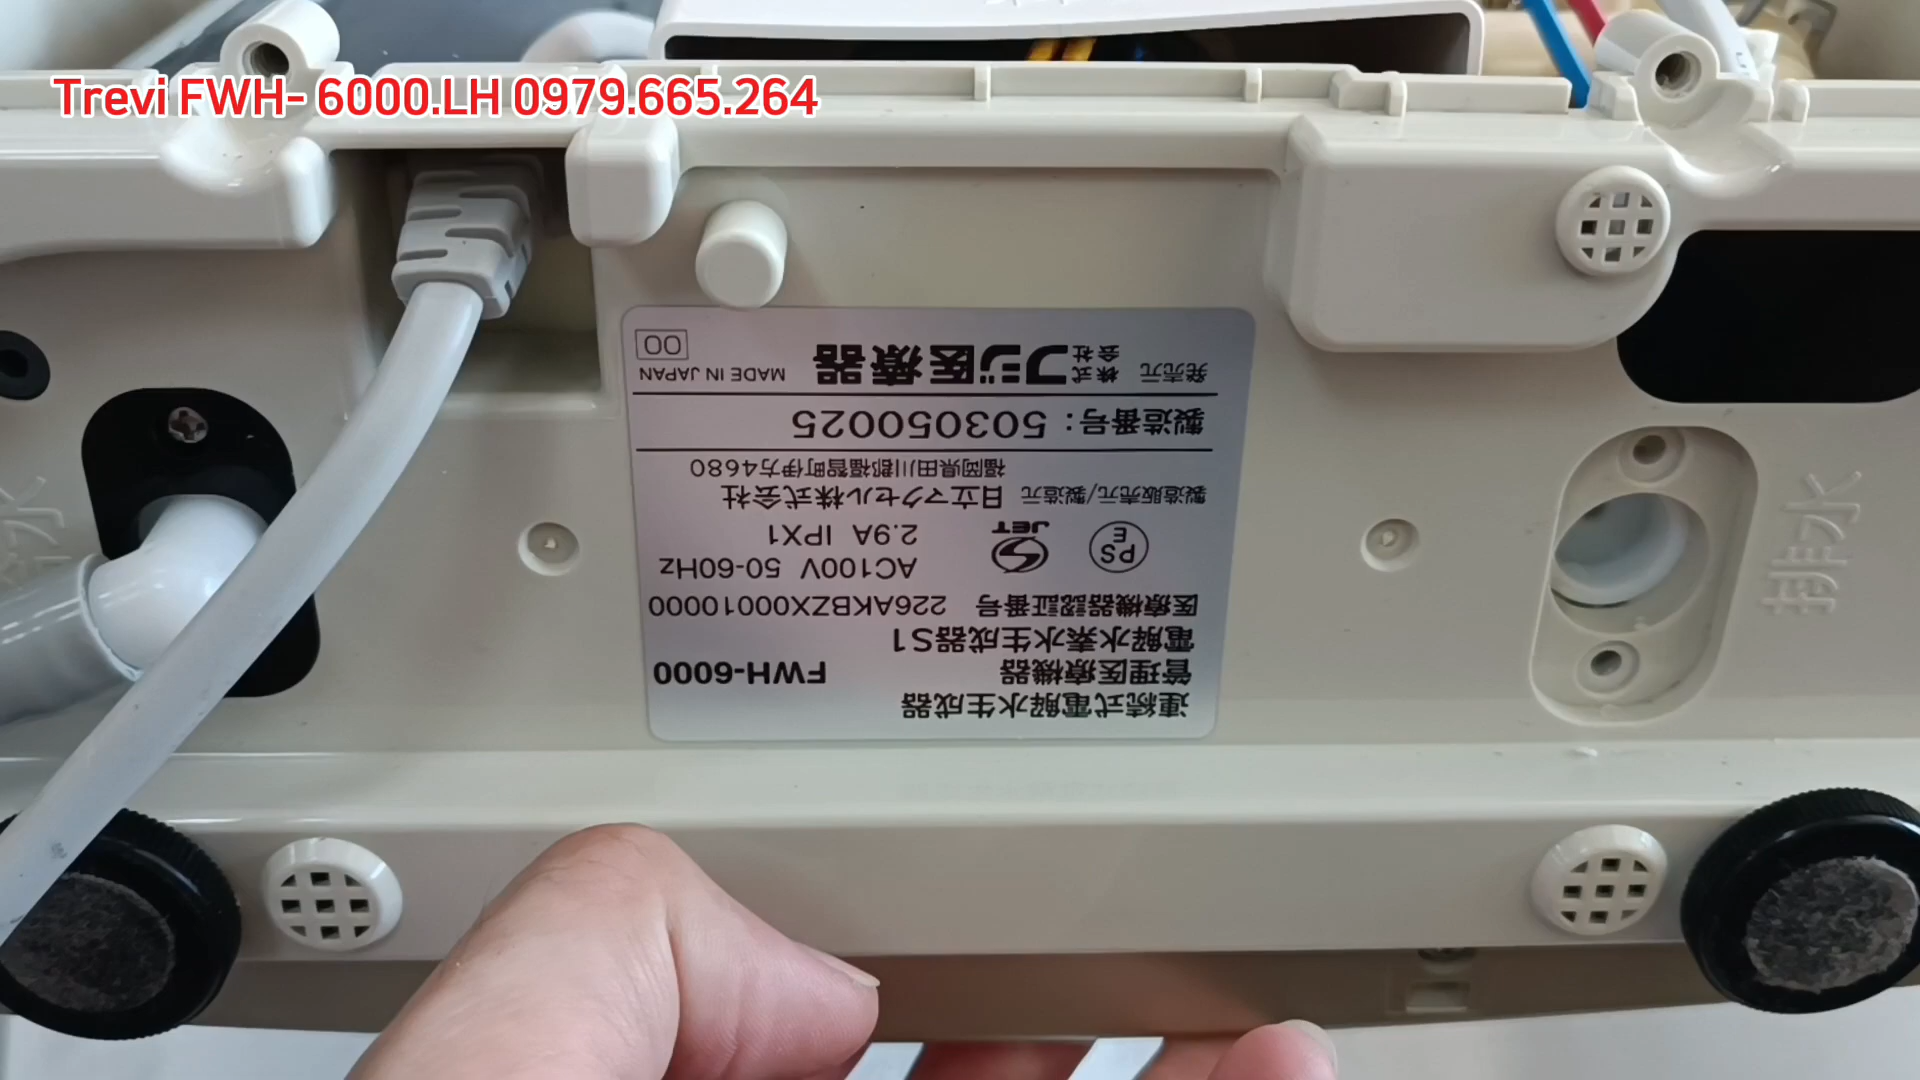 Trevi FWH- 6000.LH 0979.665.264
連続式電解水生成器
管理医療機器 FWH-6000
電解水素水生成器S1
医療機器認証番号 226AKBZX00010000
PS E JET AC100V 50-60Hz
2.9A IPX1
製造販売元/製造元 日立マクセル株式会社
福岡県田川郡福智町伊方4680
製造番号: 503050025
発売元 株式会社 フジ医療器 MADE IN JAPAN
00
排水